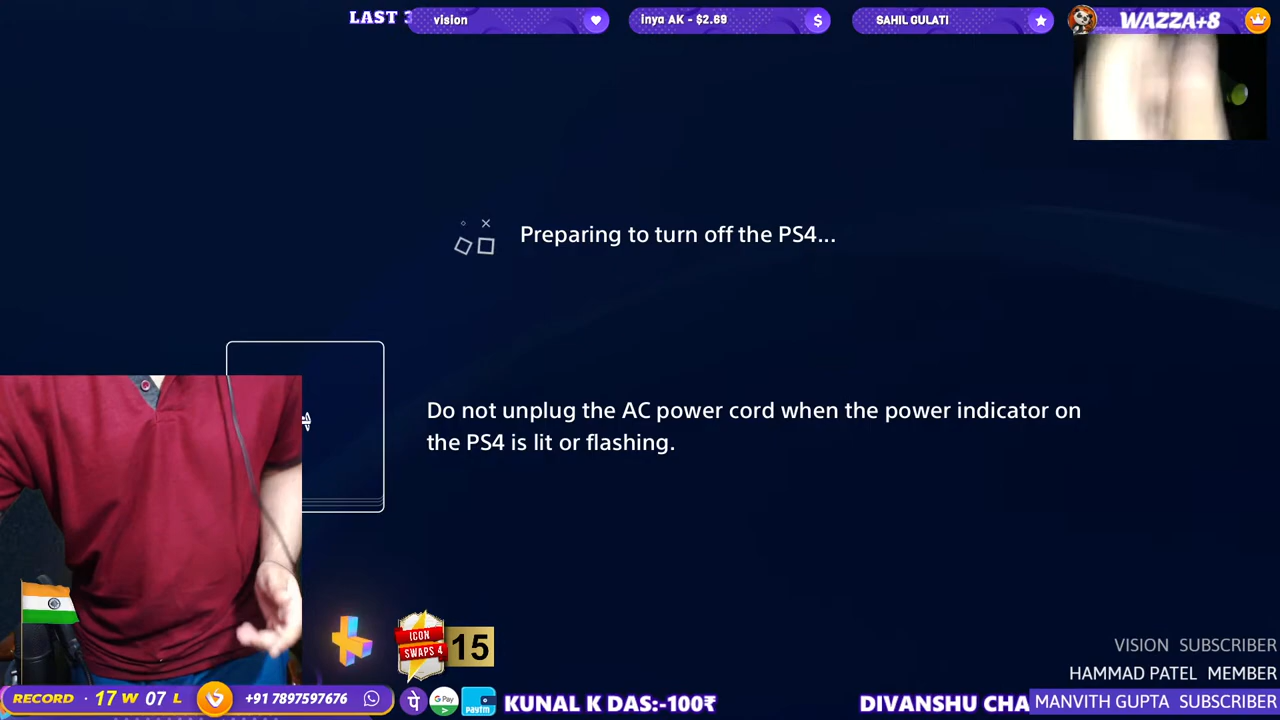 LAST 3
vision
inya AK - $2.69
$
SAHIL GULATI
WAZZA+8
Preparing to turn off the PS4...
Do not unplug the AC power cord when the power indicator on
the PS4 is lit or flashing.
ICON
SWAPS 4
15
VISION SUBSCRIBER
HAMMAD PATEL MEMBER
MANVITH GUPTA SUBSCRIBER
RECORD · 17 W 07 L
+91 7897597676
G Pay
paytm
KUNAL K DAS:-100₹
DIVANSHU CHA